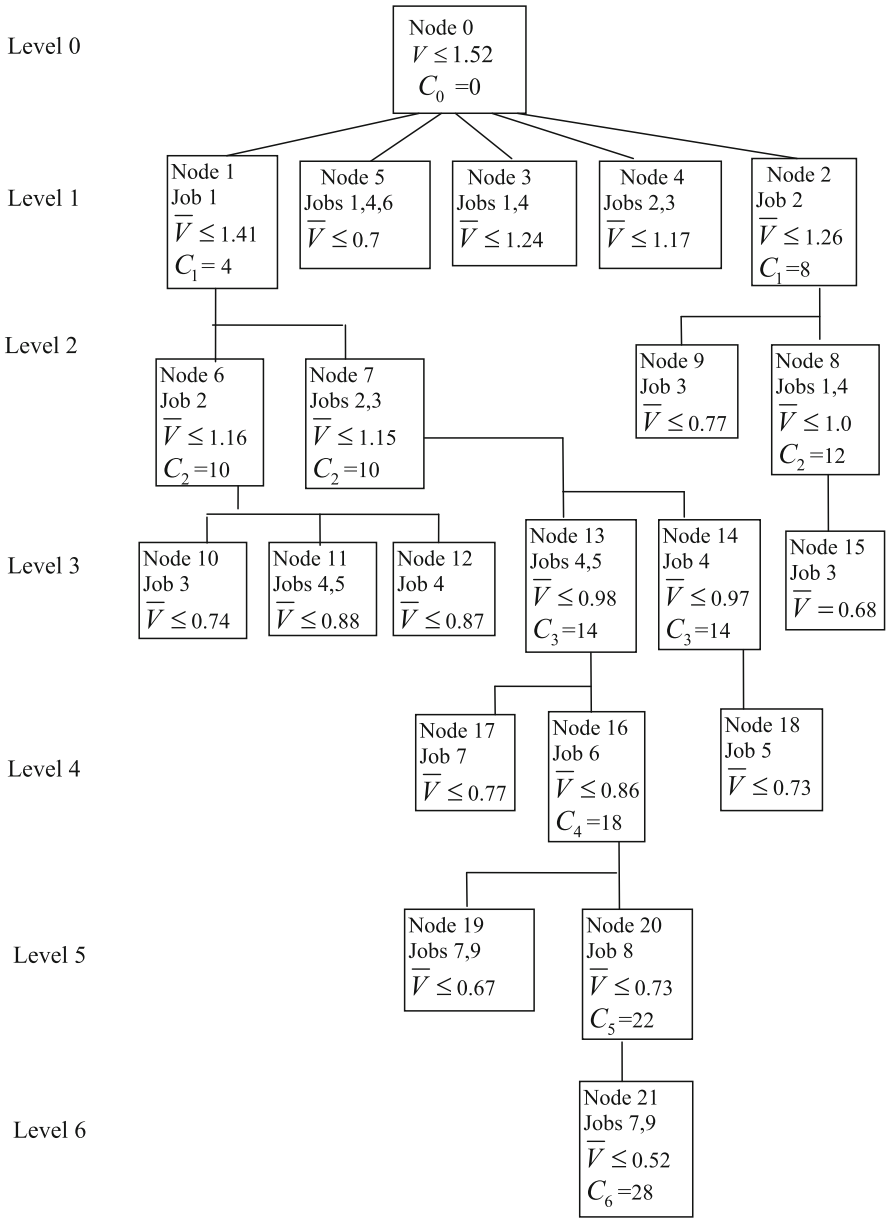 Level 0
Node 0
V ≤ 1.52
C₀ =0
Level 1
Node 1
Job 1
V̅ ≤ 1.41
C₁= 4
Node 5
Jobs 1,4,6
V̅ ≤ 0.7
Node 3
Jobs 1,4
V̅ ≤ 1.24
Node 4
Jobs 2,3
V̅ ≤ 1.17
Node 2
Job 2
V̅ ≤ 1.26
C₁=8
Level 2
Node 6
Job 2
V̅ ≤ 1.16
C₂=10
Node 7
Jobs 2,3
V̅ ≤ 1.15
C₂=10
Node 9
Job 3
V̅ ≤ 0.77
Node 8
Jobs 1,4
V̅ ≤ 1.0
C₂=12
Level 3
Node 10
Job 3
V̅ ≤ 0.74
Node 11
Jobs 4,5
V̅ ≤ 0.88
Node 12
Job 4
V̅ ≤ 0.87
Node 13
Jobs 4,5
V̅ ≤ 0.98
C₃=14
Node 14
Job 4
V̅ ≤ 0.97
C₃=14
Node 15
Job 3
V̅ = 0.68
Level 4
Node 17
Job 7
V̅ ≤ 0.77
Node 16
Job 6
V̅ ≤ 0.86
C₄=18
Node 18
Job 5
V̅ ≤ 0.73
Level 5
Node 19
Jobs 7,9
V̅ ≤ 0.67
Node 20
Job 8
V̅ ≤ 0.73
C₅=22
Level 6
Node 21
Jobs 7,9
V̅ ≤ 0.52
C₆=28